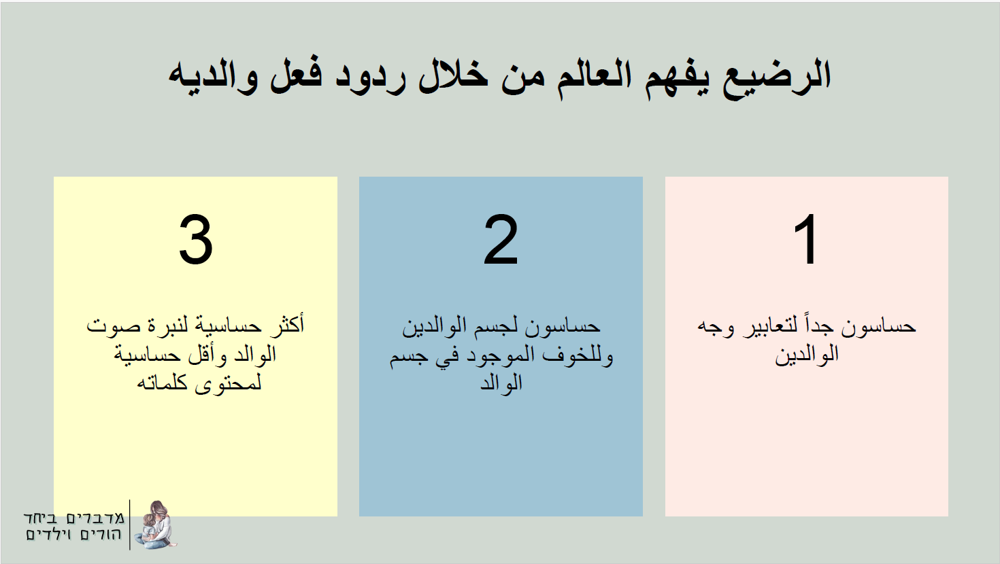 الرضيع يفهم العالم من خلال ردود فعل والديه
1
حساسون جداً لتعابير وجه
الوالدين
2
حساسون لجسم الوالدين
وللخوف الموجود في جسم
الوالد
3
أكثر حساسية لنبرة صوت
الوالد وأقل حساسية
لمحتوى كلماته
מדברים ביחד
הורים וילדים